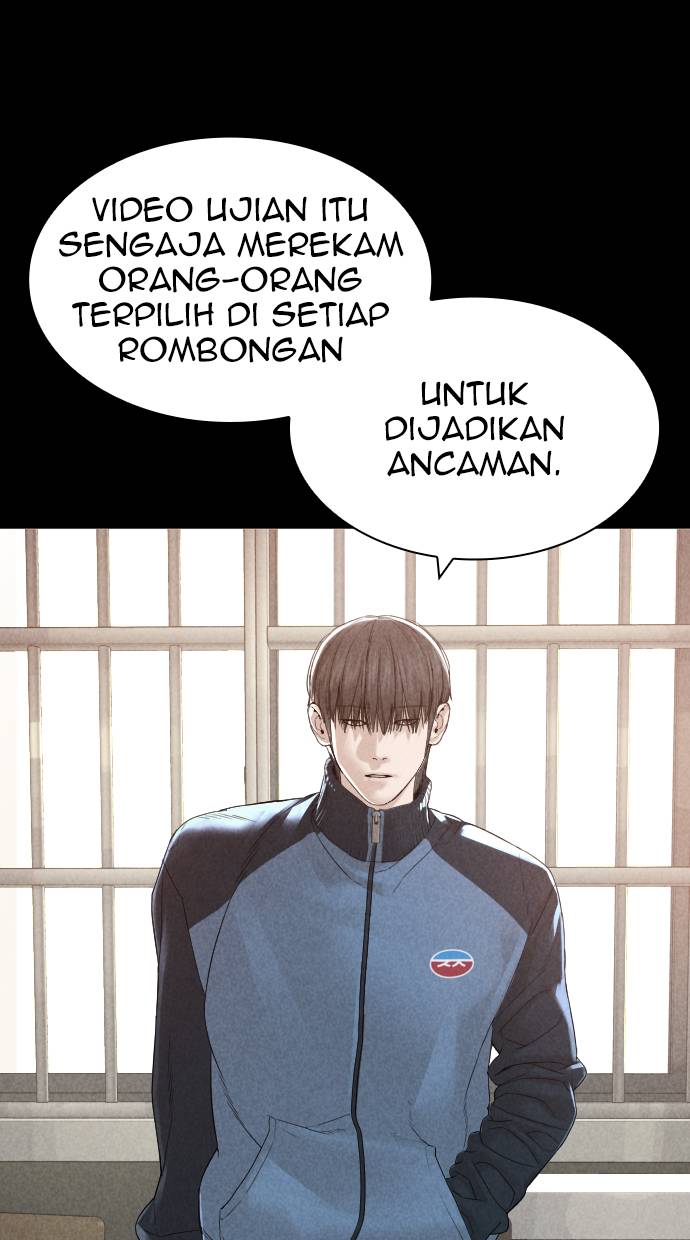 VIDEO UJIAN ITU
SENGAJA MEREKAM
ORANG-ORANG
TERPILIH DI SETIAP
ROMBONGAN
UNTUK
DIJADIKAN
ANCAMAN.